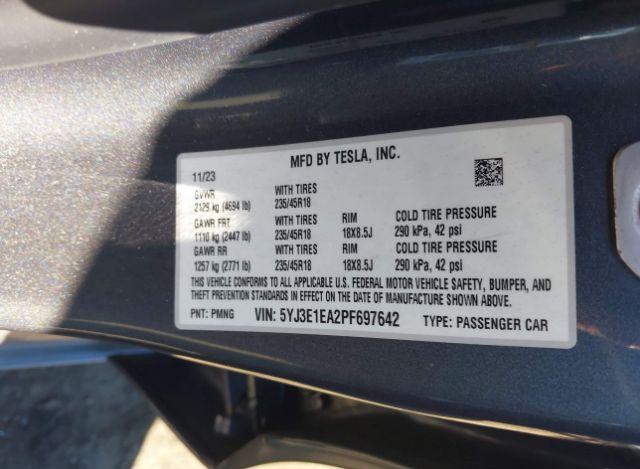 MFD BY TESLA, INC.
11/23
GVWR WITH TIRES
2129 kg (4694 lb) 235/45R18
GAWR FRT WITH TIRES RIM COLD TIRE PRESSURE
1110 kg (2447 lb) 235/45R18 18X8.5J 290 kPa, 42 psi
GAWR RR WITH TIRES RIM COLD TIRE PRESSURE
1257 kg (2771 lb) 235/45R18 18X8.5J 290 kPa, 42 psi
THIS VEHICLE CONFORMS TO ALL APPLICABLE U.S. FEDERAL MOTOR VEHICLE SAFETY, BUMPER, AND
THEFT PREVENTION STANDARDS IN EFFECT ON THE DATE OF MANUFACTURE SHOWN ABOVE.
PNT: PMNG VIN: 5YJ3E1EA2PF697642 TYPE: PASSENGER CAR